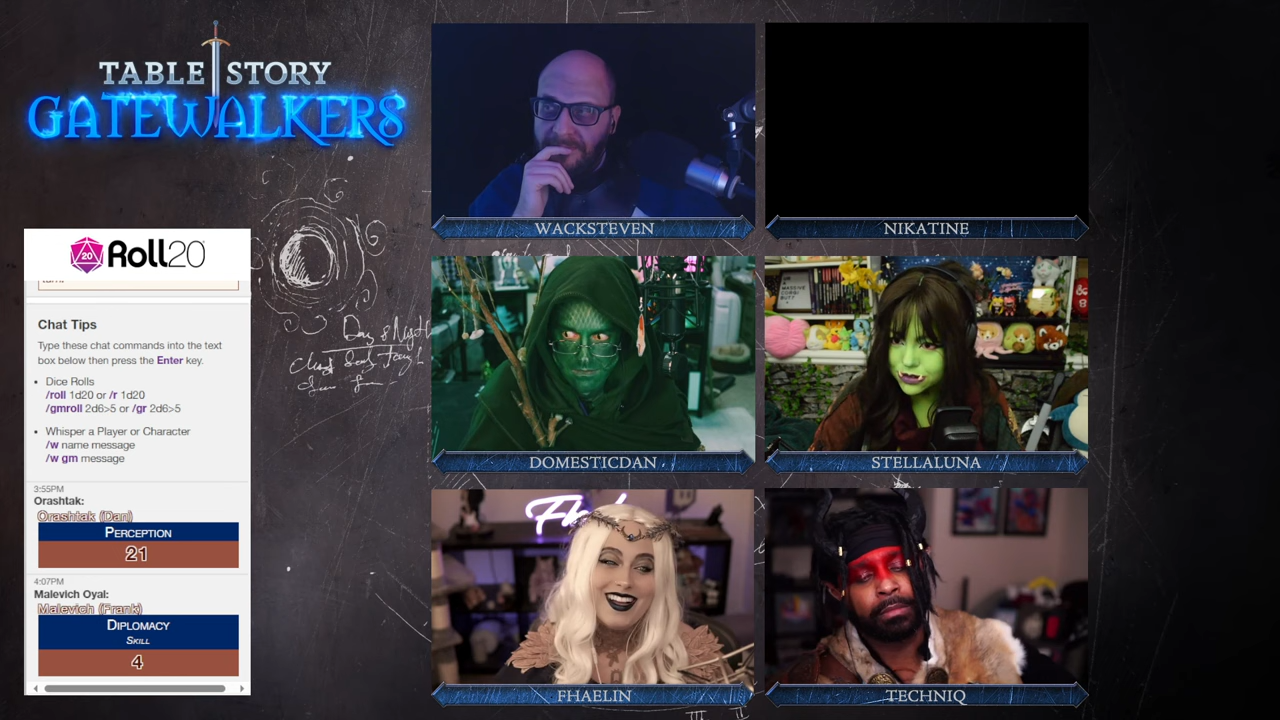 TABLE STORY
GATEWALKERS
20 Roll20
Chat Tips
Type these chat commands into the text
box below then press the Enter key.
• Dice Rolls
/roll 1d20 or /r 1d20
/gmroll 2d6>5 or /gr 2d6>5
• Whisper a Player or Character
/w name message
/w gm message
3:55PM
Orashtak:
Orashtak (Dan)
PERCEPTION
21
4:07PM
Malevich Oyal:
Malevich (Frank)
DIPLOMACY
SKILL
4
WACKSTEVEN
NIKATINE
DOMESTICDAN
STELLALUNA
FHAELIN
TECHNIQ